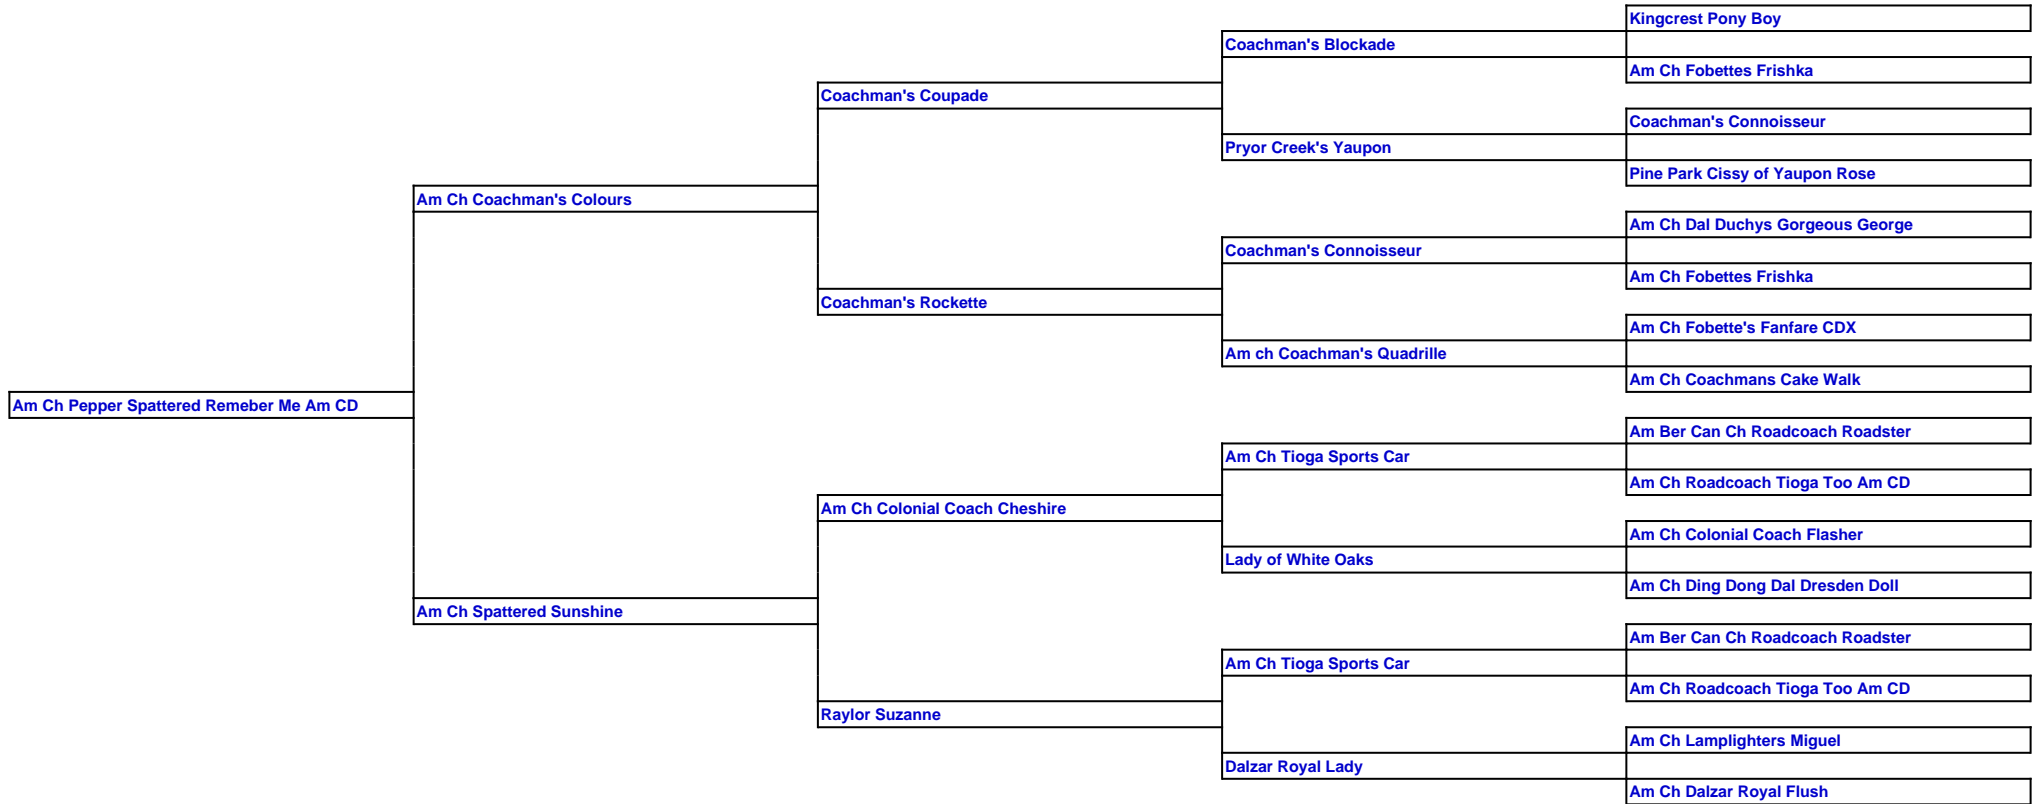 Kingcrest Pony Boy
Coachman's Blockade
Am Ch Fobettes Frishka
Coachman's Coupade
Coachman's Connoisseur
Pryor Creek's Yaupon
Pine Park Cissy of Yaupon Rose
Am Ch Coachman's Colours
Am Ch Dal Duchys Gorgeous George
Coachman's Connoisseur
Am Ch Fobettes Frishka
Coachman's Rockette
Am Ch Fobette's Fanfare CDX
Am ch Coachman's Quadrille
Am Ch Coachmans Cake Walk
Am Ch Pepper Spattered Remeber Me Am CD
Am Ber Can Ch Roadcoach Roadster
Am Ch Tioga Sports Car
Am Ch Roadcoach Tioga Too Am CD
Am Ch Colonial Coach Cheshire
Am Ch Colonial Coach Flasher
Lady of White Oaks
Am Ch Ding Dong Dal Dresden Doll
Am Ch Spattered Sunshine
Am Ber Can Ch Roadcoach Roadster
Am Ch Tioga Sports Car
Am Ch Roadcoach Tioga Too Am CD
Raylor Suzanne
Am Ch Lamplighters Miguel
Dalzar Royal Lady
Am Ch Dalzar Royal Flush